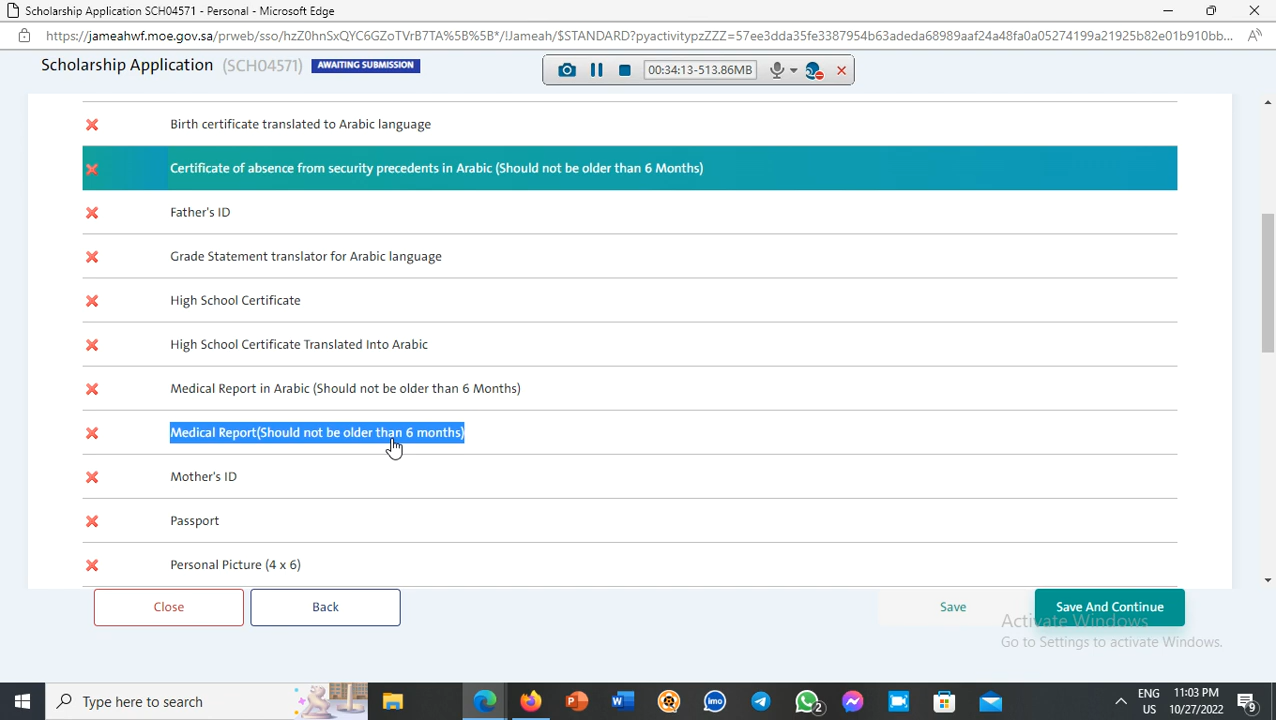 Scholarship Application SCH04571 - Personal - Microsoft Edge
https://jameahwf.moe.gov.sa/prweb/sso/hzZ0hnSxQYC6GZoTVrB7TA%5B%5B*/!Jameah/$STANDARD?pyactivitypzZZZ=57ee3dda35fe3387954b63adeda68989aaf24a48fa0a05274199a21925b82e01b910bb...
Scholarship Application (SCH04571) AWAITING SUBMISSION
00:34:13-513.86MB
Birth certificate translated to Arabic language
Certificate of absence from security precedents in Arabic (Should not be older than 6 Months)
Father's ID
Grade Statement translator for Arabic language
High School Certificate
High School Certificate Translated Into Arabic
Medical Report in Arabic (Should not be older than 6 Months)
Medical Report(Should not be older than 6 months)
Mother's ID
Passport
Personal Picture (4 x 6)
Close Back Save Save And Continue
Activate Windows
Go to Settings to activate Windows.
Type here to search
imo
2
ENG 11:03 PM
US 10/27/2022
9